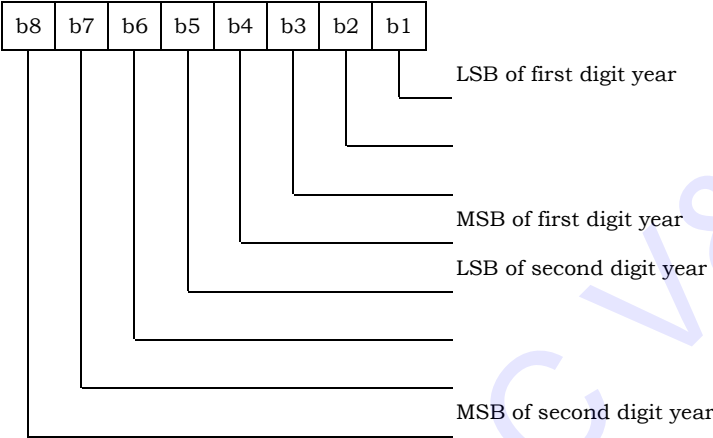 b8 b7 b6 b5 b4 b3 b2 b1
LSB of first digit year
MSB of first digit year
LSB of second digit year
MSB of second digit year
C V8